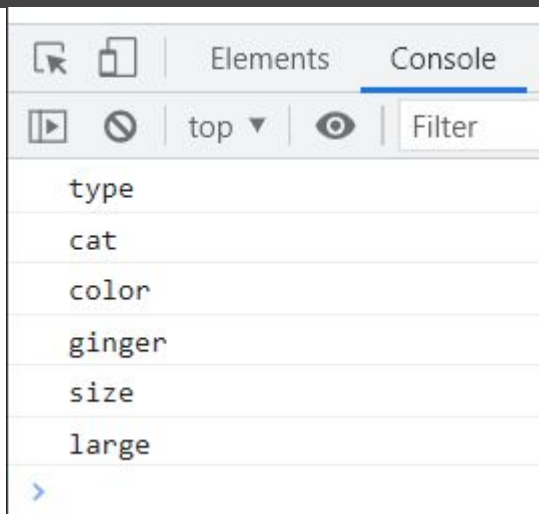 Elements Console
top ▼ Filter
type
cat
color
ginger
size
large
>